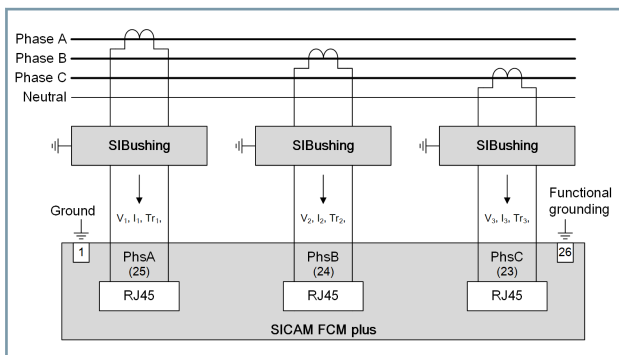 Phase A
Phase B
Phase C
Neutral
SIBushing SIBushing SIBushing
Ground
V1, I1, Tr1, V2, I2, Tr2, V3, I3, Tr3,
Functional
grounding
1 PhsA PhsB PhsC 26
(25) (24) (23)
RJ45 RJ45 RJ45
SICAM FCM plus